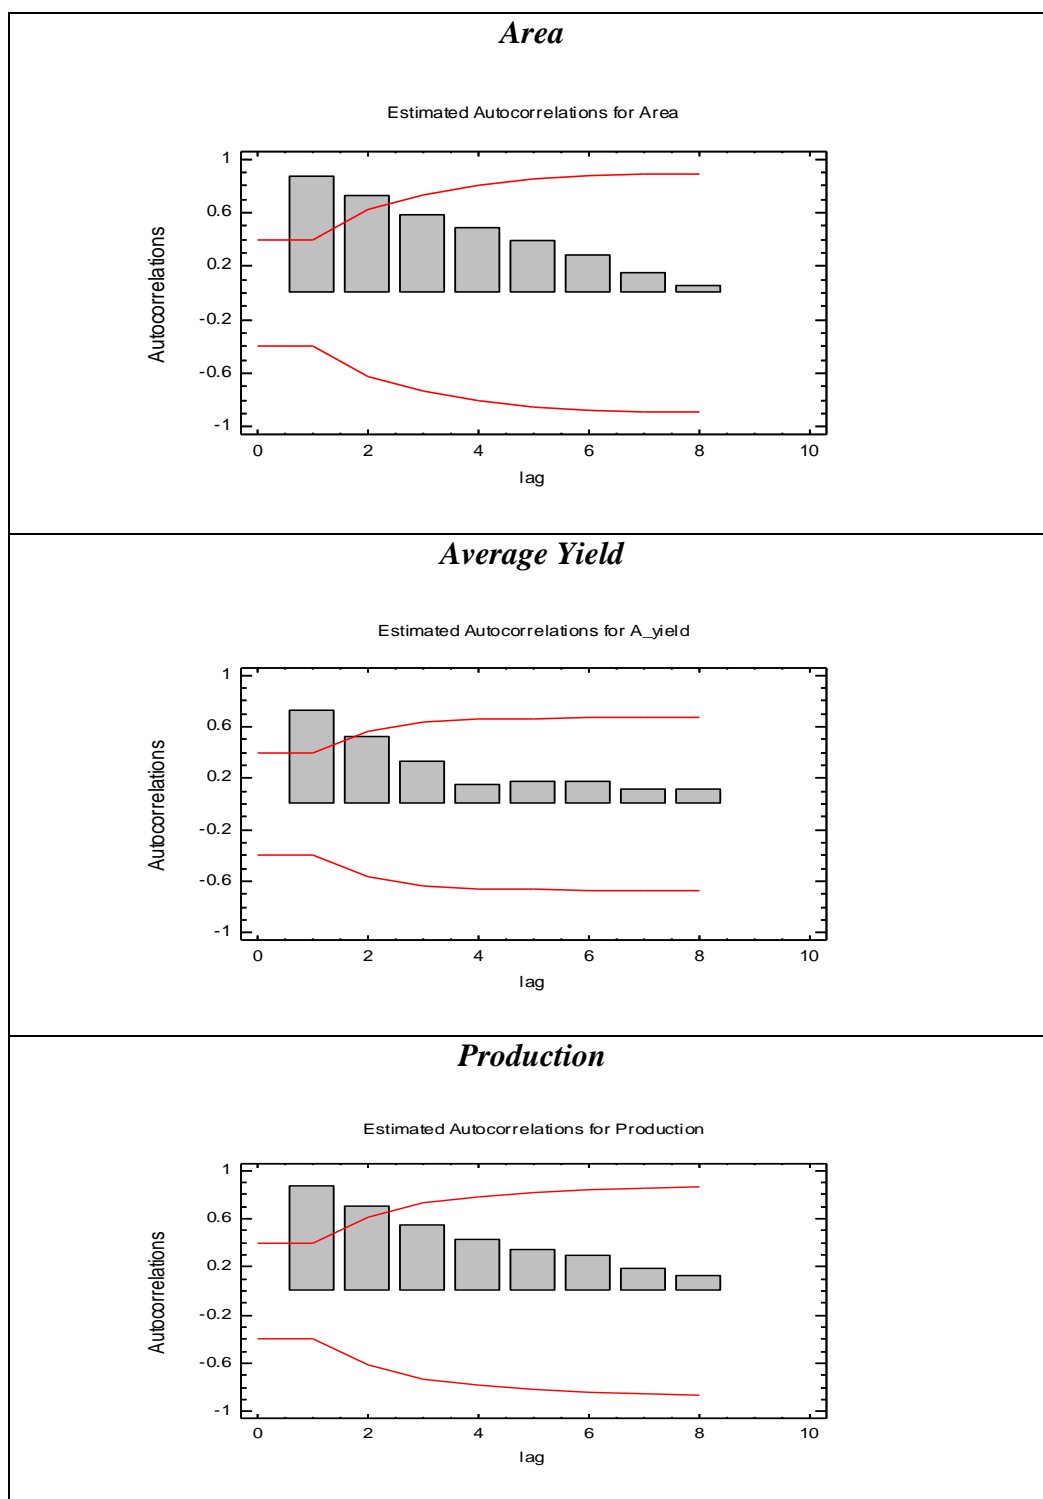 Area
Estimated Autocorrelations for Area
Autocorrelations
1
0.6
0.2
-0.2
-0.6
-1
0 2 4 6 8 10
lag
Average Yield
Estimated Autocorrelations for A_yield
Autocorrelations
1
0.6
0.2
-0.2
-0.6
-1
0 2 4 6 8 10
lag
Production
Estimated Autocorrelations for Production
Autocorrelations
1
0.6
0.2
-0.2
-0.6
-1
0 2 4 6 8 10
lag